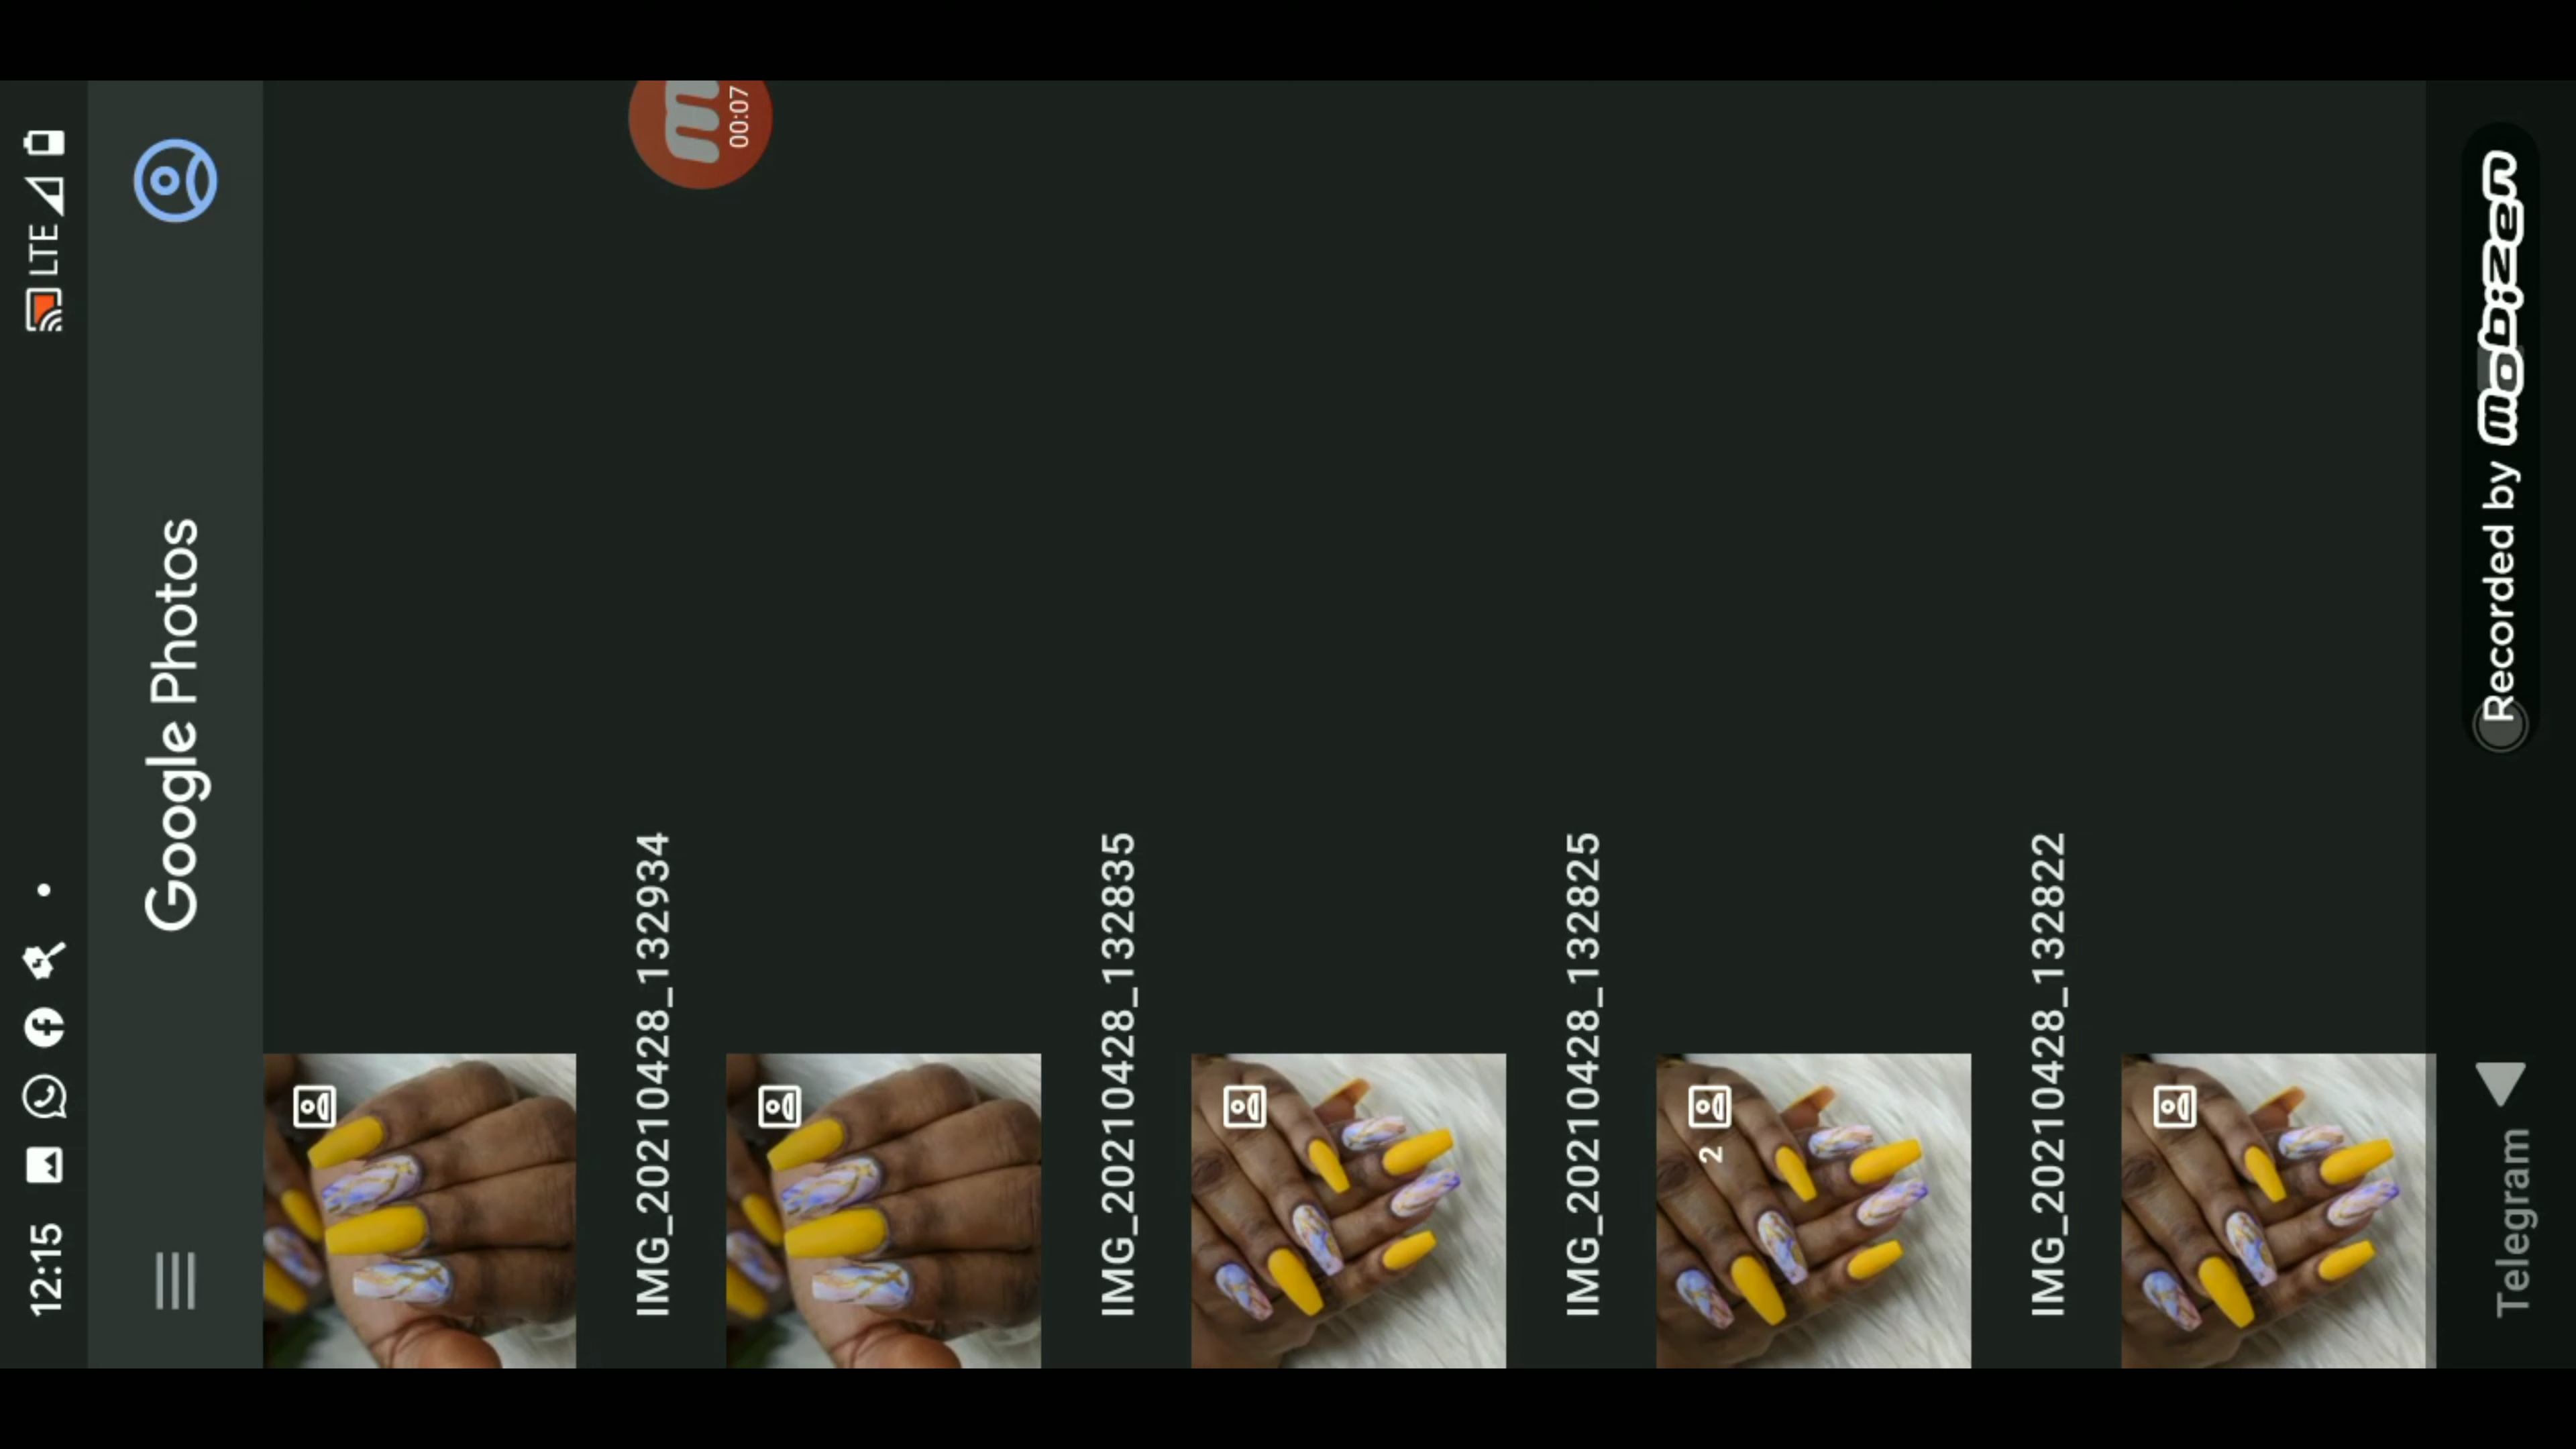 12:15
LTE
Google Photos
m
00:07
IMG_20210428_132934
IMG_20210428_132835
IMG_20210428_132825
2
IMG_20210428_132822
Telegram
Recorded by mobizen